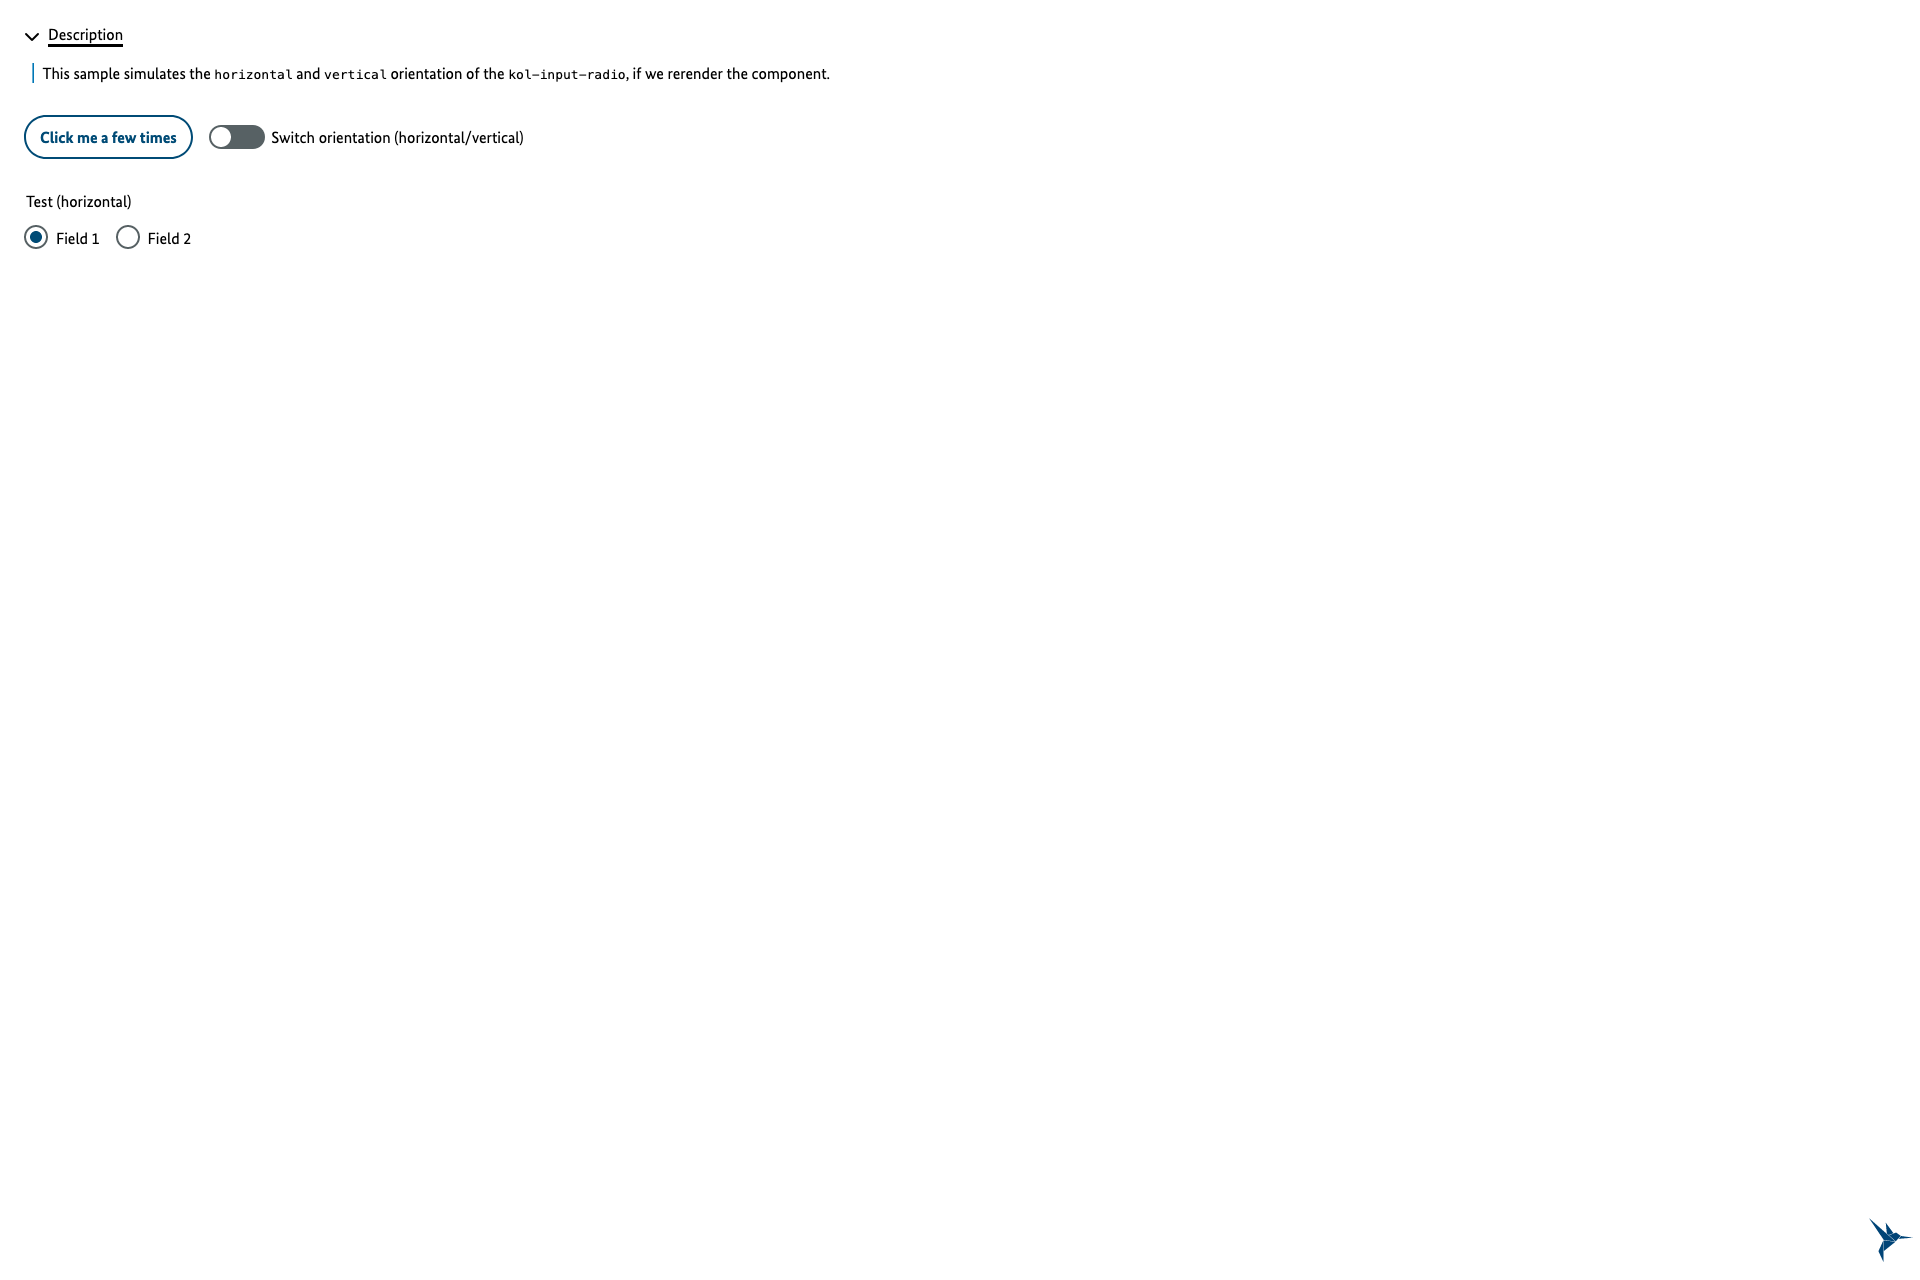 Description
This sample simulates the horizontal and vertical orientation of the kol-input-radio, if we rerender the component.
Click me a few times
Switch orientation (horizontal/vertical)
Test (horizontal)
Field 1 Field 2